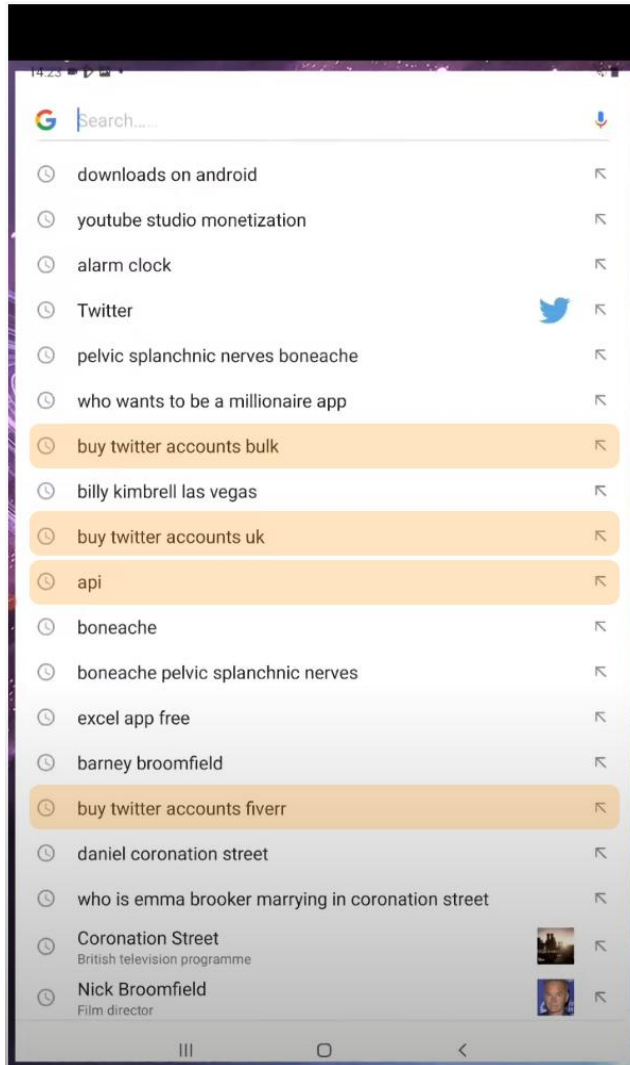 14:23
Search.....
downloads on android
youtube studio monetization
alarm clock
Twitter
pelvic splanchnic nerves boneache
who wants to be a millionaire app
buy twitter accounts bulk
billy kimbrell las vegas
buy twitter accounts uk
api
boneache
boneache pelvic splanchnic nerves
excel app free
barney broomfield
buy twitter accounts fiverr
daniel coronation street
who is emma brooker marrying in coronation street
Coronation Street
British television programme
Nick Broomfield
Film director